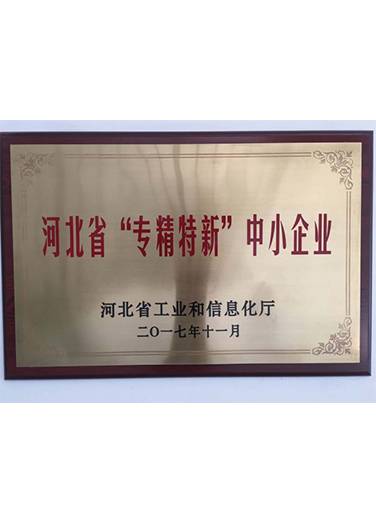 河北省“专精特新”中小企业
河北省工业和信息化厅
二〇一七年十一月